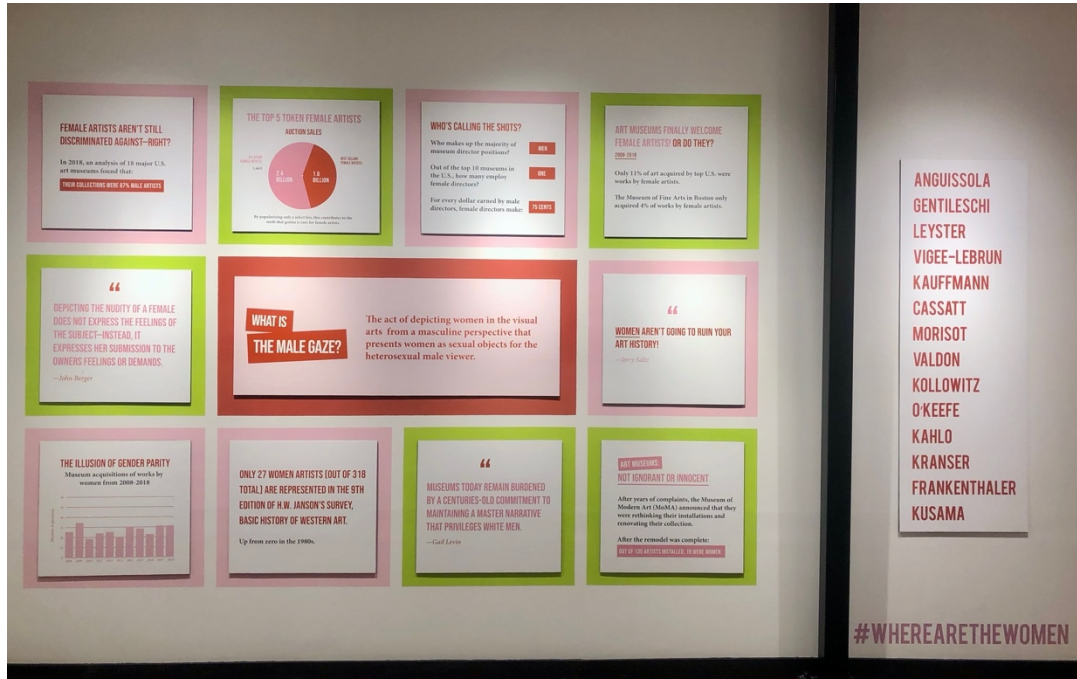 FEMALE ARTISTS AREN'T STILL
DISCRIMINATED AGAINST—RIGHT?
In 2018, an analysis of 18 major U.S.
art museums found that:
THEIR COLLECTIONS WERE 87% MALE ARTISTS
THE TOP 5 TOKEN FEMALE ARTISTS
AUCTION SALES
BILLION
BILLION
By popularizing only a select few, this contributes to the
WHO'S CALLING THE SHOTS?
Who makes up the majority of
museum director positions?
MEN
Out of the top 10 museums in
the U.S., how many employ
female directors?
ONE
For every dollar earned by male
directors, female directors make:
75 CENTS
ART MUSEUMS FINALLY WELCOME
FEMALE ARTISTS! OR DO THEY?
2008-2018
Only 11% of art acquired by top U.S. were
works by female artists.
The Museum of Fine Arts in Boston only
acquired 4% of works by female artists.
“
DEPICTING THE NUDITY OF A FEMALE
DOES NOT EXPRESS THE FEELINGS OF
THE SUBJECT—INSTEAD, IT
EXPRESSES HER SUBMISSION TO THE
OWNERS FEELINGS OR DEMANDS.
—John Berger
WHAT IS
THE MALE GAZE?
The act of depicting women in the visual
arts from a masculine perspective that
presents women as sexual objects for the
heterosexual male viewer.
“
WOMEN AREN'T GOING TO RUIN YOUR
ART HISTORY!
—Jerry Saltz
THE ILLUSION OF GENDER PARITY
Museum acquisitions of works by
women from 2008-2018
ONLY 27 WOMEN ARTISTS (OUT OF 318
TOTAL) ARE REPRESENTED IN THE 9TH
EDITION OF H.W. JANSON'S SURVEY,
BASIC HISTORY OF WESTERN ART.
Up from zero in the 1980s.
“
MUSEUMS TODAY REMAIN BURDENED
BY A CENTURIES-OLD COMMITMENT TO
MAINTAINING A MASTER NARRATIVE
THAT PRIVILEGES WHITE MEN.
—Gail Levin
ART MUSEUMS:
NOT IGNORANT OR INNOCENT
After years of complaints, the Museum of
Modern Art (MoMA) announced that they
were rethinking their installations and
renovating their collection.
After the remodel was complete:
ANGUISSOLA
GENTILESCHI
LEYSTER
VIGEE-LEBRUN
KAUFFMANN
CASSATT
MORISOT
VALDON
KOLLOWITZ
O'KEEFE
KAHLO
KRANSER
FRANKENTHALER
KUSAMA
#WHEREARETHEWOMEN